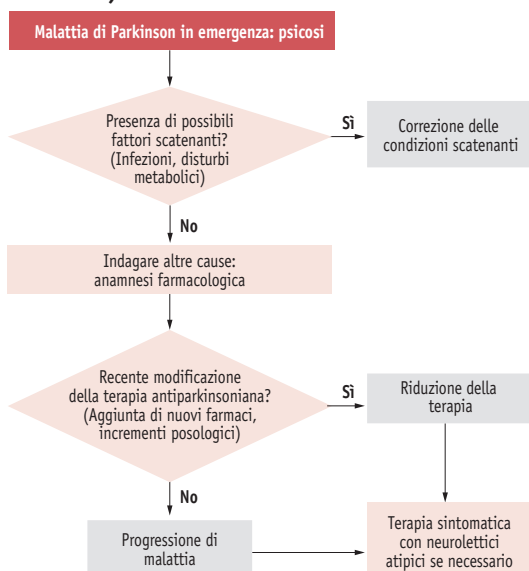 Malattia di Parkinson in emergenza: psicosi
Presenza di possibili
fattori scatenanti?
(Infezioni, disturbi
metabolici)
Sì
Correzione delle
condizioni scatenanti
No
Indagare altre cause:
anamnesi farmacologica
Recente modificazione
della terapia antiparkinsoniana?
(Aggiunta di nuovi farmaci,
incrementi posologici)
Sì
Riduzione della
terapia
No
Progressione di
malattia
Terapia sintomatica
con neurolettici
atipici se necessario